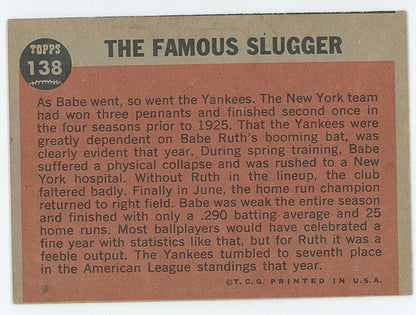 TOPPS
138
THE FAMOUS SLUGGER
As Babe went, so went the Yankees. The New York team
had won three pennants and finished second once in
the four seasons prior to 1925. That the Yankees were
greatly dependent on Babe Ruth's booming bat, was
clearly evident that year. During spring training, Babe
suffered a physical collapse and was rushed to a New
York hospital. Without Ruth in the lineup, the club
faltered badly. Finally in June, the home run champion
returned to right field. Babe was weak the entire season
and finished with only a .290 batting average and 25
home runs. Most ballplayers would have celebrated a
fine year with statistics like that, but for Ruth it was a
feeble output. The Yankees tumbled to seventh place
in the American League standings that year.
©T.C.G. PRINTED IN U.S.A.